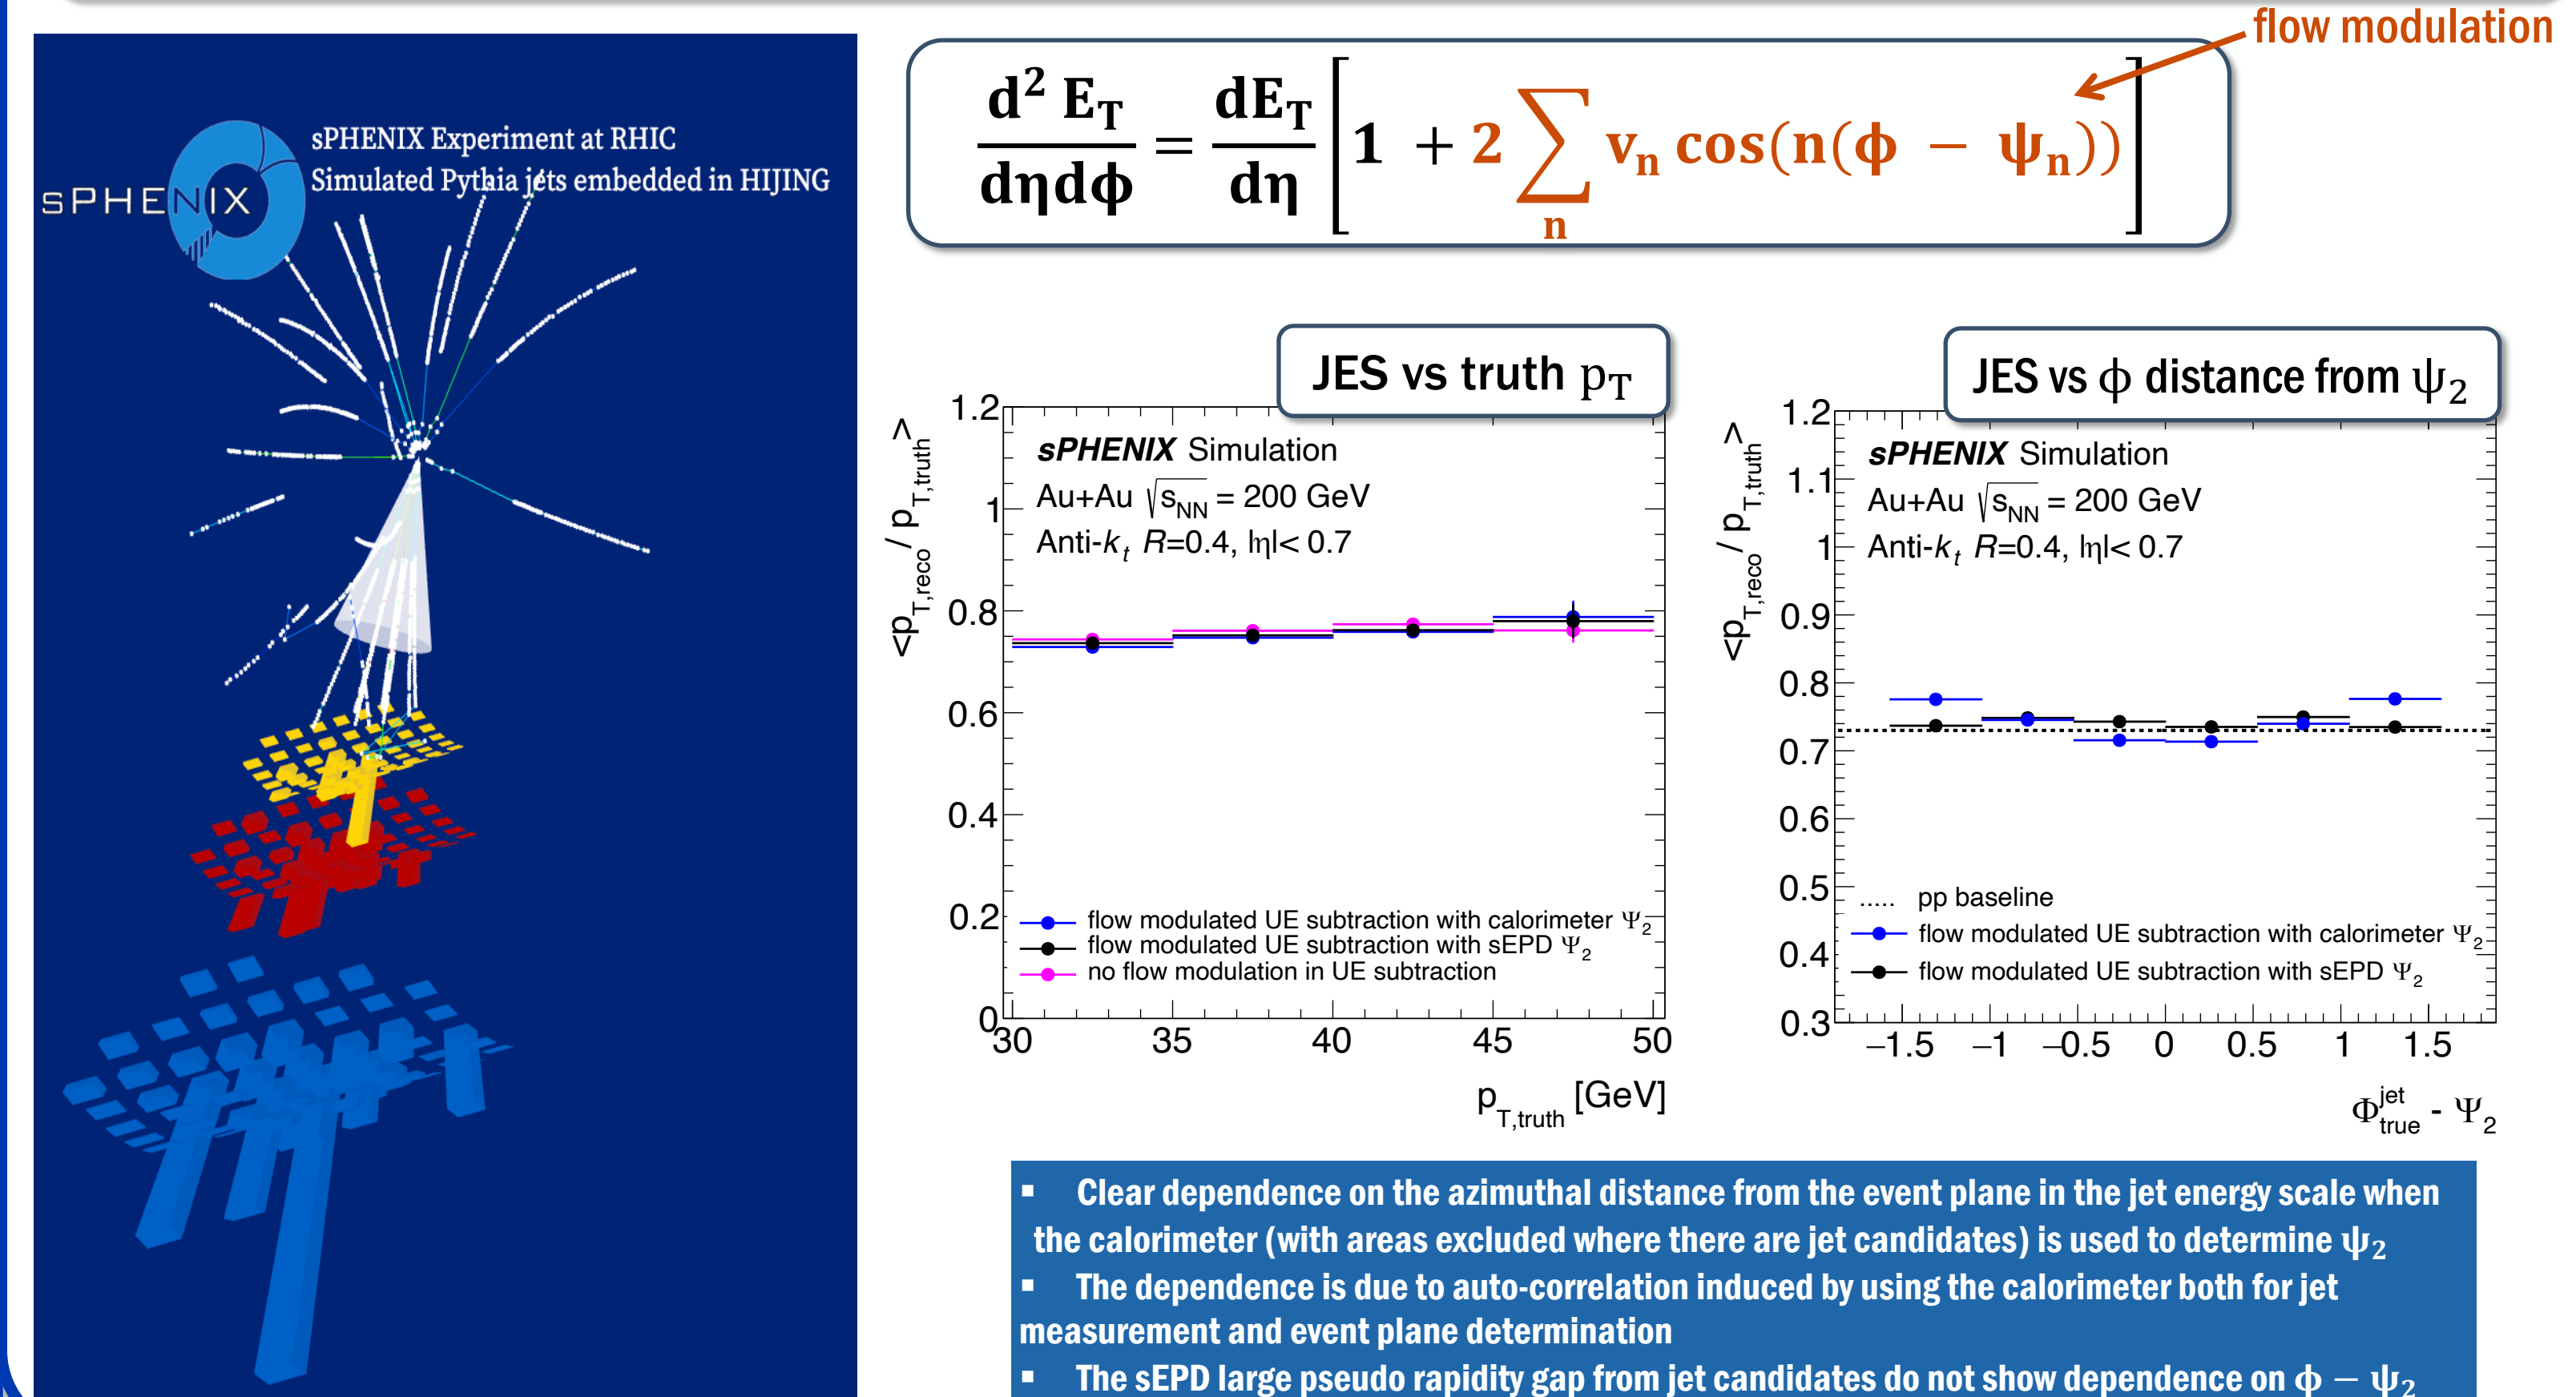 flow modulation
d² E_T / dηdϕ = dE_T / dη [1 + 2 ∑_n v_n cos(n(ϕ − ψ_n))]
sPHENIX
sPHENIX Experiment at RHIC
Simulated Pythia jets embedded in HIJING
JES vs truth p_T
<p_T,reco / p_T,truth>
1.2
1
0.8
0.6
0.4
0.2
0
sPHENIX Simulation
Au+Au √s_NN = 200 GeV
Anti-k_t R=0.4, |η|< 0.7
flow modulated UE subtraction with calorimeter Ψ_2
flow modulated UE subtraction with sEPD Ψ_2
no flow modulation in UE subtraction
30 35 40 45 50
p_T,truth [GeV]
JES vs ϕ distance from ψ_2
<p_T,reco / p_T,truth>
1.2
1.1
1
0.9
0.8
0.7
0.6
0.5
0.4
0.3
sPHENIX Simulation
Au+Au √s_NN = 200 GeV
Anti-k_t R=0.4, |η|< 0.7
pp baseline
flow modulated UE subtraction with calorimeter Ψ_2
flow modulated UE subtraction with sEPD Ψ_2
−1.5 −1 −0.5 0 0.5 1 1.5
Φ^jet_true - Ψ_2
▪ Clear dependence on the azimuthal distance from the event plane in the jet energy scale when
the calorimeter (with areas excluded where there are jet candidates) is used to determine ψ_2
▪ The dependence is due to auto-correlation induced by using the calorimeter both for jet
measurement and event plane determination
▪ The sEPD large pseudo rapidity gap from jet candidates do not show dependence on ϕ − ψ_2